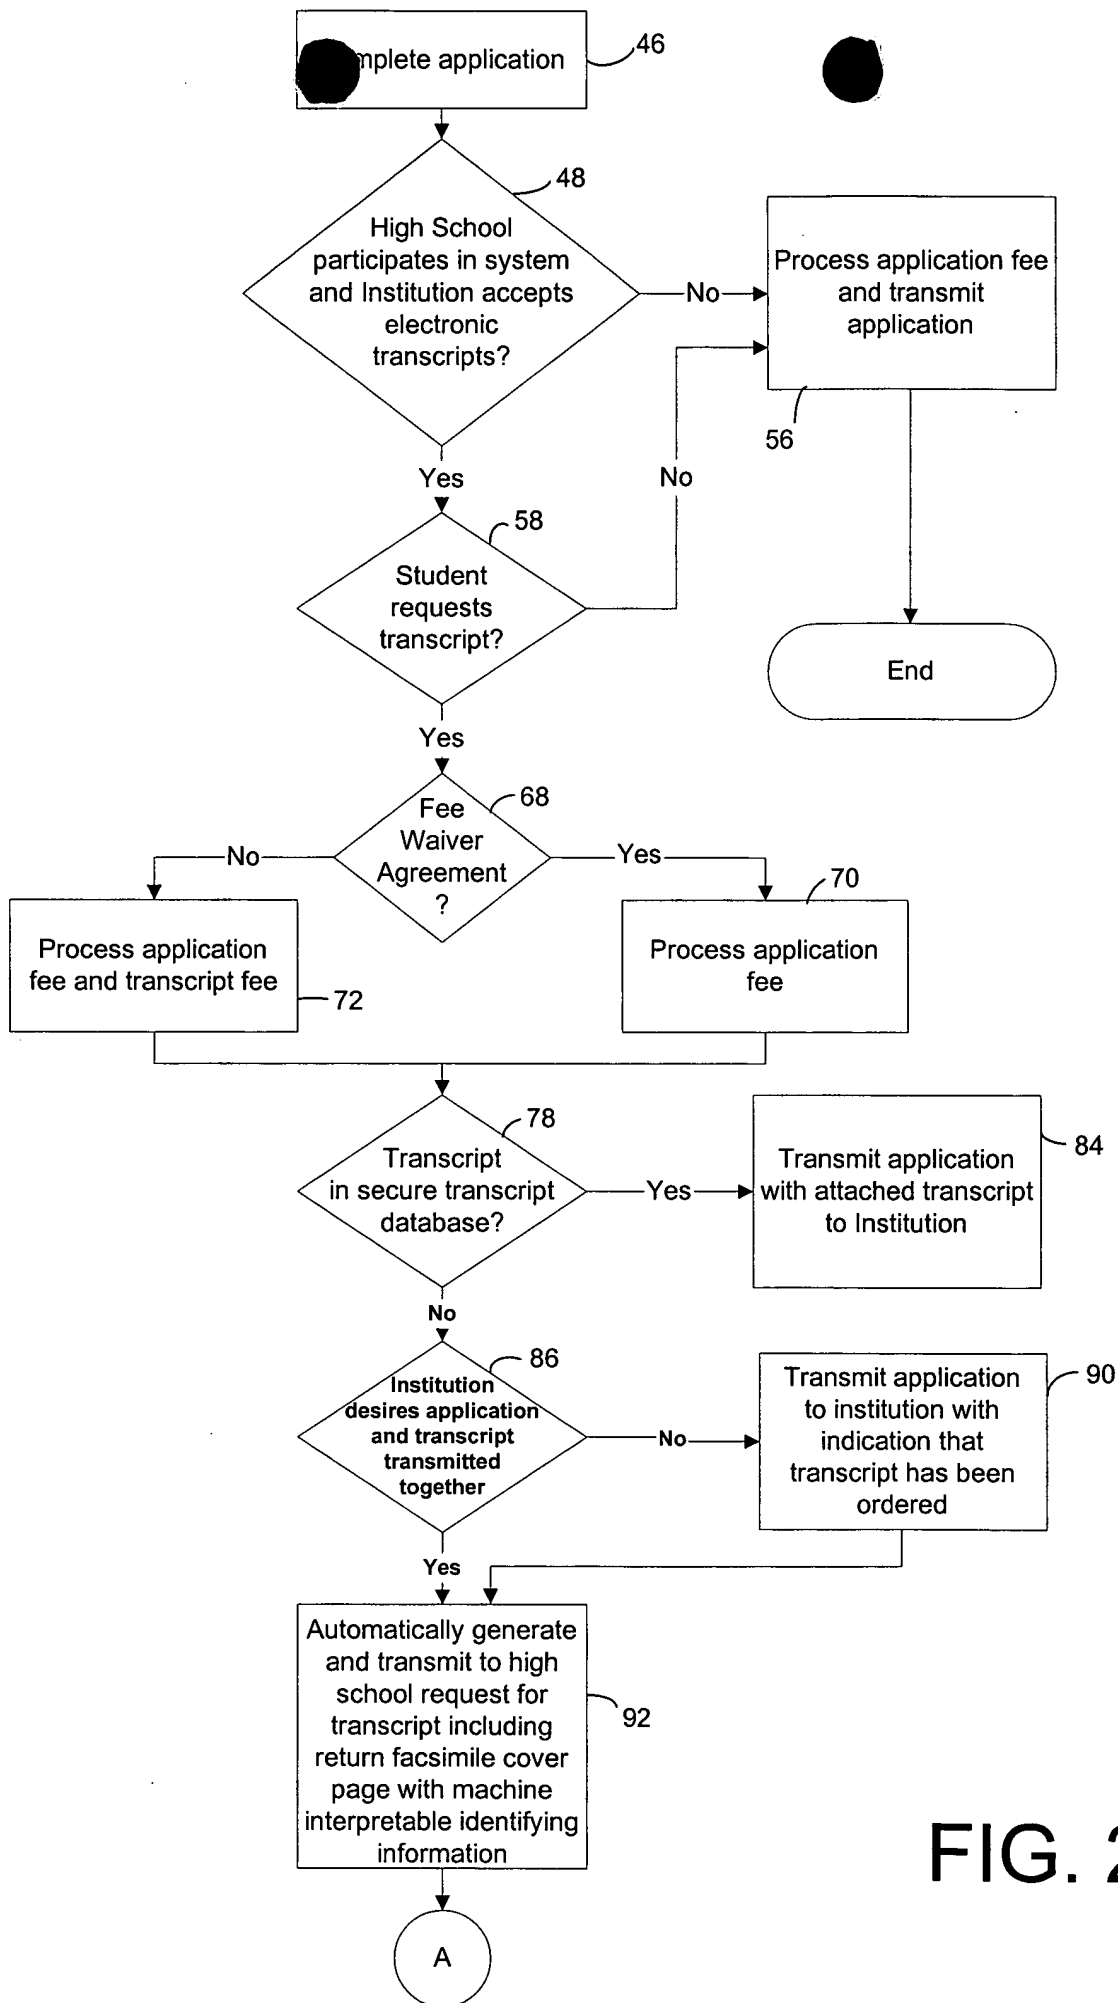 mplete application
46
48
High School
participates in system
and Institution accepts
electronic
transcripts?
No
Process application fee
and transmit
application
56
Yes
No
58
Student
requests
transcript?
End
Yes
68
Fee
Waiver
Agreement
?
No
Yes
70
Process application
fee and transcript fee
72
Process application
fee
78
Transcript
in secure transcript
database?
Yes
84
Transmit application
with attached transcript
to Institution
No
86
Institution
desires application
and transcript
transmitted
together
No
90
Transmit application
to institution with
indication that
transcript has been
ordered
Yes
Automatically generate
and transmit to high
school request for
transcript including
return facsimile cover
page with machine
interpretable identifying
information
92
FIG. 2
A